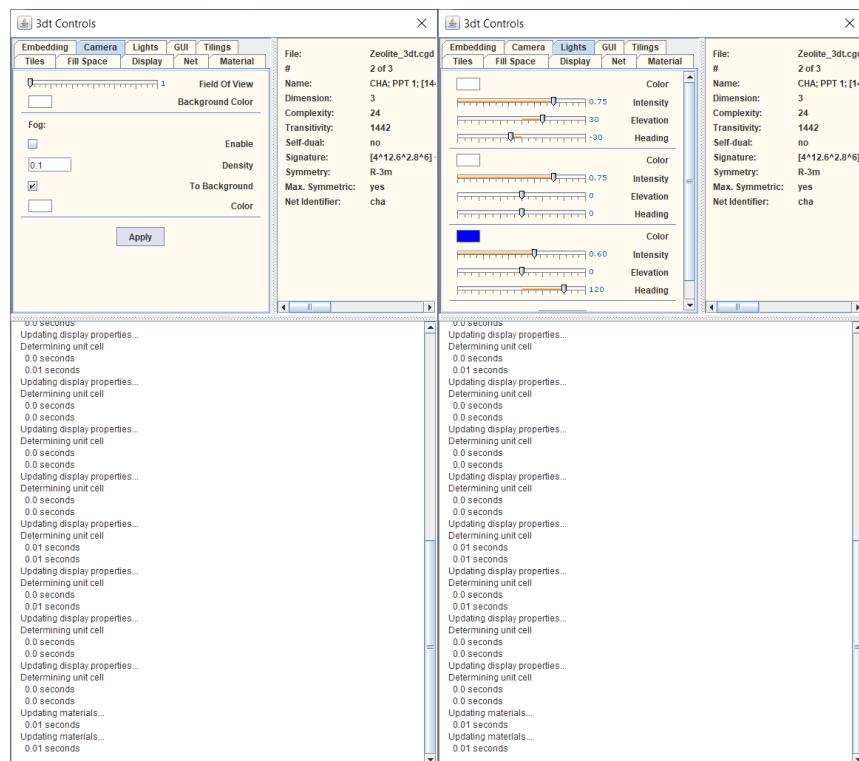 3dt Controls
Embedding Camera Lights GUI Tilings
Tiles Fill Space Display Net Material
1 Field Of View
Background Color
Fog:
Enable
0.1 Density
To Background
Color
Apply
File: Zeolite_3dt.cgd
# 2 of 3
Name: CHA; PPT 1;
Dimension: 3
Complexity: 24
Transitivity: 1442
Self-dual: no
Signature: [4^12.6^2.8^6]
Symmetry: R-3m
Max. Symmetric: yes
Net Identifier: cha
0.0 seconds
Updating display properties...
Determining unit cell
0.0 seconds
0.01 seconds
Updating display properties...
Determining unit cell
0.0 seconds
0.0 seconds
Updating display properties...
Determining unit cell
0.0 seconds
0.0 seconds
Updating display properties...
Determining unit cell
0.0 seconds
0.0 seconds
Updating display properties...
Determining unit cell
0.01 seconds
0.01 seconds
Updating display properties...
Determining unit cell
0.0 seconds
0.01 seconds
Updating display properties...
Determining unit cell
0.0 seconds
0.0 seconds
Updating display properties...
Determining unit cell
0.0 seconds
0.0 seconds
Updating materials...
0.01 seconds
Updating materials...
0.01 seconds
3dt Controls
Embedding Camera Lights GUI Tilings
Tiles Fill Space Display Net Material
Color
0.75 Intensity
30 Elevation
-30 Heading
Color
0.75 Intensity
0 Elevation
0 Heading
Color
0.60 Intensity
0 Elevation
120 Heading
File: Zeolite_3dt.cgd
# 2 of 3
Name: CHA; PPT 1;
Dimension: 3
Complexity: 24
Transitivity: 1442
Self-dual: no
Signature: [4^12.6^2.8^6]
Symmetry: R-3m
Max. Symmetric: yes
Net Identifier: cha
0.0 seconds
Updating display properties...
Determining unit cell
0.0 seconds
0.01 seconds
Updating display properties...
Determining unit cell
0.0 seconds
0.0 seconds
Updating display properties...
Determining unit cell
0.0 seconds
0.0 seconds
Updating display properties...
Determining unit cell
0.0 seconds
0.0 seconds
Updating display properties...
Determining unit cell
0.01 seconds
0.01 seconds
Updating display properties...
Determining unit cell
0.0 seconds
0.01 seconds
Updating display properties...
Determining unit cell
0.0 seconds
0.0 seconds
Updating display properties...
Determining unit cell
0.0 seconds
0.0 seconds
Updating materials...
0.01 seconds
Updating materials...
0.01 seconds